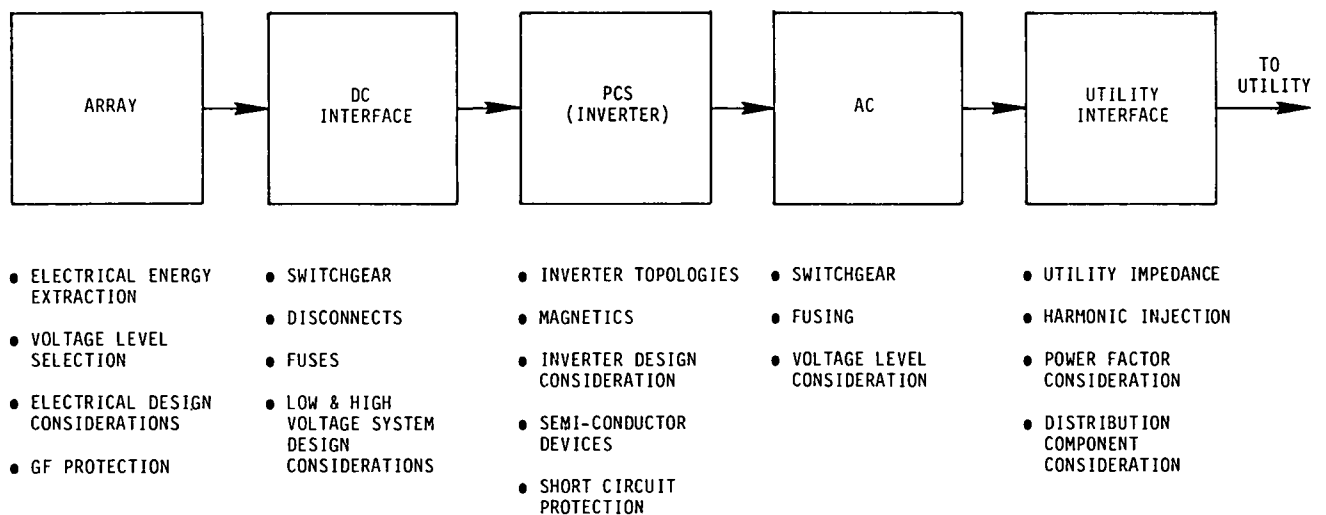 ARRAY
DC
INTERFACE
PCS
(INVERTER)
AC
UTILITY
INTERFACE
TO
UTILITY
• ELECTRICAL ENERGY
EXTRACTION
• VOLTAGE LEVEL
SELECTION
• ELECTRICAL DESIGN
CONSIDERATIONS
• GF PROTECTION
• SWITCHGEAR
• DISCONNECTS
• FUSES
• LOW & HIGH
VOLTAGE SYSTEM
DESIGN
CONSIDERATIONS
• INVERTER TOPOLOGIES
• MAGNETICS
• INVERTER DESIGN
CONSIDERATION
• SEMI-CONDUCTOR
DEVICES
• SHORT CIRCUIT
PROTECTION
• SWITCHGEAR
• FUSING
• VOLTAGE LEVEL
CONSIDERATION
• UTILITY IMPEDANCE
• HARMONIC INJECTION
• POWER FACTOR
CONSIDERATION
• DISTRIBUTION
COMPONENT
CONSIDERATION